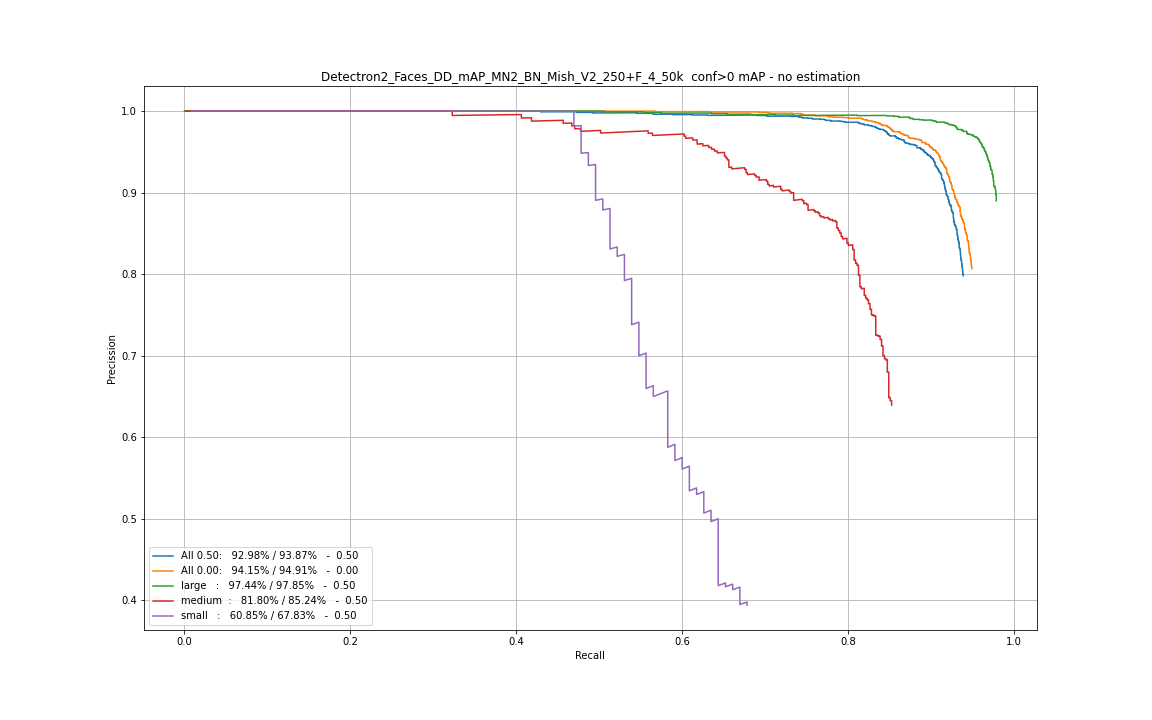 Detectron2_Faces_DD_mAP_MN2_BN_Mish_V2_250+F_4_50k  conf>0 mAP - no estimation
1.0
0.9
0.8
0.7
0.6
0.5
0.4
Precission
All 0.50:   92.98% / 93.87%   -  0.50
All 0.00:   94.15% / 94.91%   -  0.00
large   :   97.44% / 97.85%   -  0.50
medium  :   81.80% / 85.24%   -  0.50
small   :   60.85% / 67.83%   -  0.50
0.0 0.2 0.4 0.6 0.8 1.0
Recall